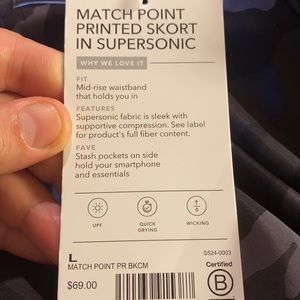 MATCH POINT
PRINTED SKORT
IN SUPERSONIC
WHY WE LOVE IT
FIT
Mid-rise waistband
that holds you in
FEATURES
Supersonic fabric is sleek with
supportive compression. See label
for product's full fiber content.
FAVE
Stash pockets on side
hold your smartphone
and essentials
UPF
QUICK
DRYING
WICKING
L
S524-0003
MATCH POINT PR BKCM
Certified
$69.00
B